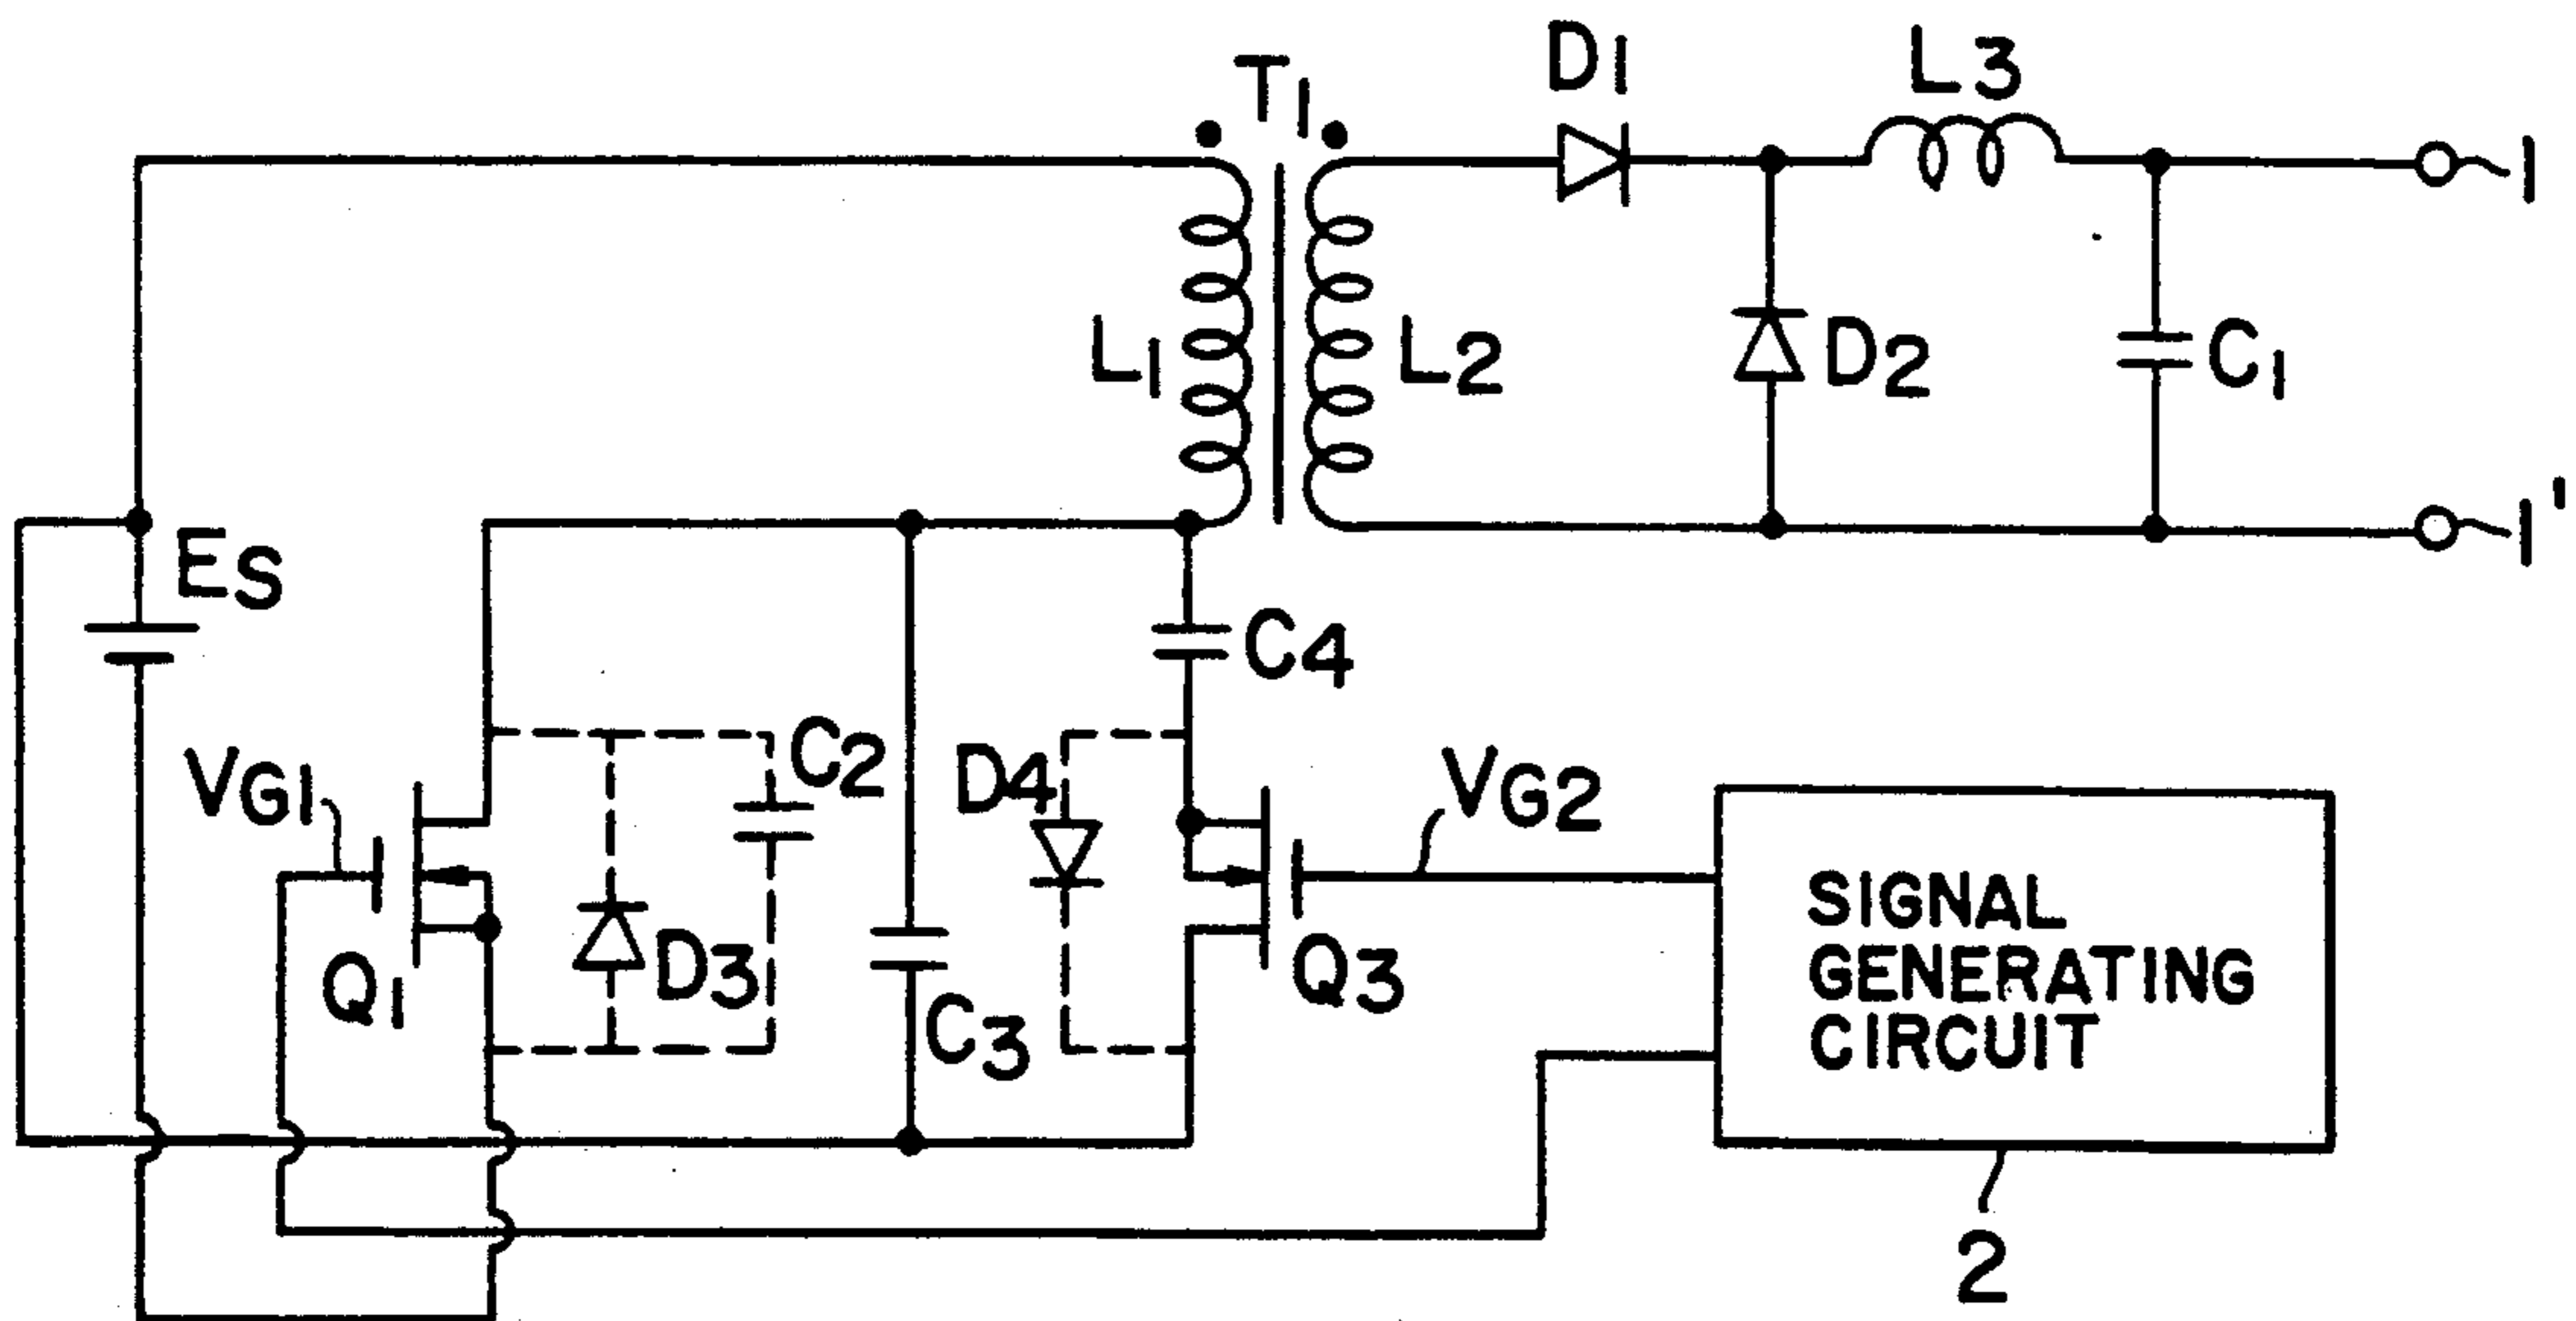 T1
D1
L3
1
L1
L2
D2
C1
1'
ES
C4
VG1
C2
D4
VG2
Q1
D3
C3
Q3
SIGNAL
GENERATING
CIRCUIT
2